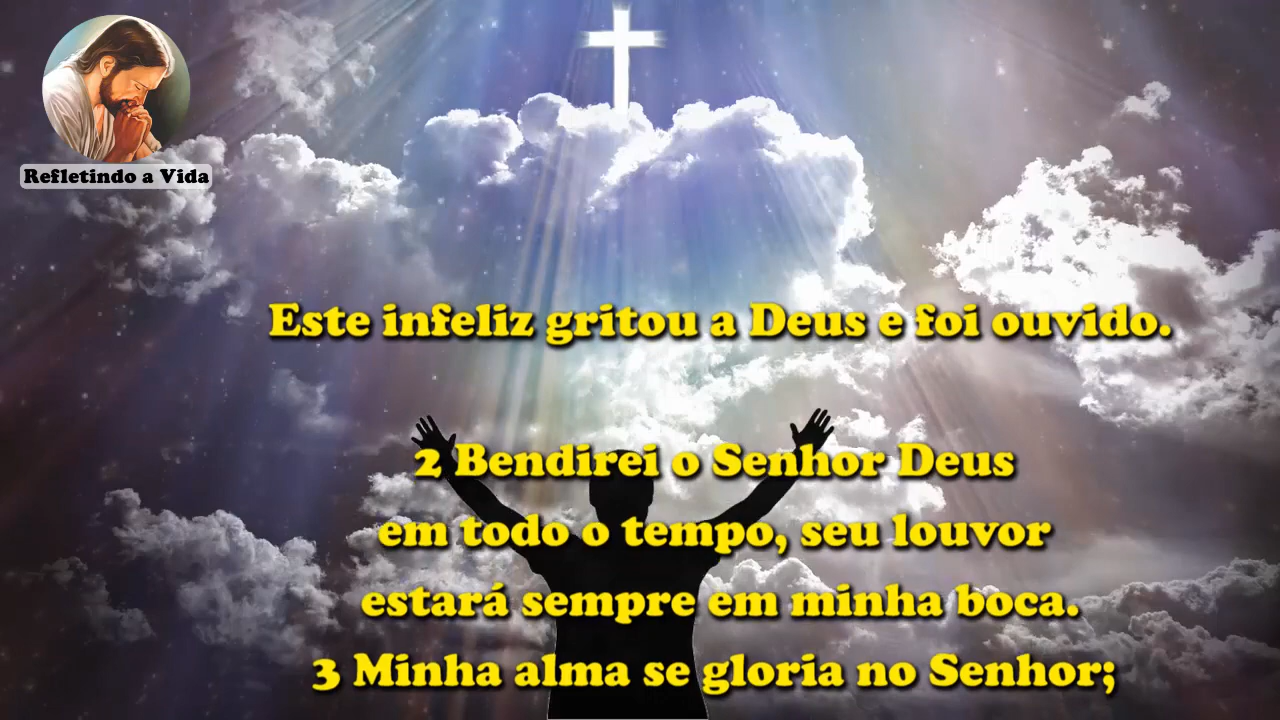 Refletindo a Vida
Este infeliz gritou a Deus e foi ouvido.
2 Bendirei o Senhor Deus
em todo o tempo, seu louvor
estará sempre em minha boca.
3 Minha alma se gloria no Senhor;